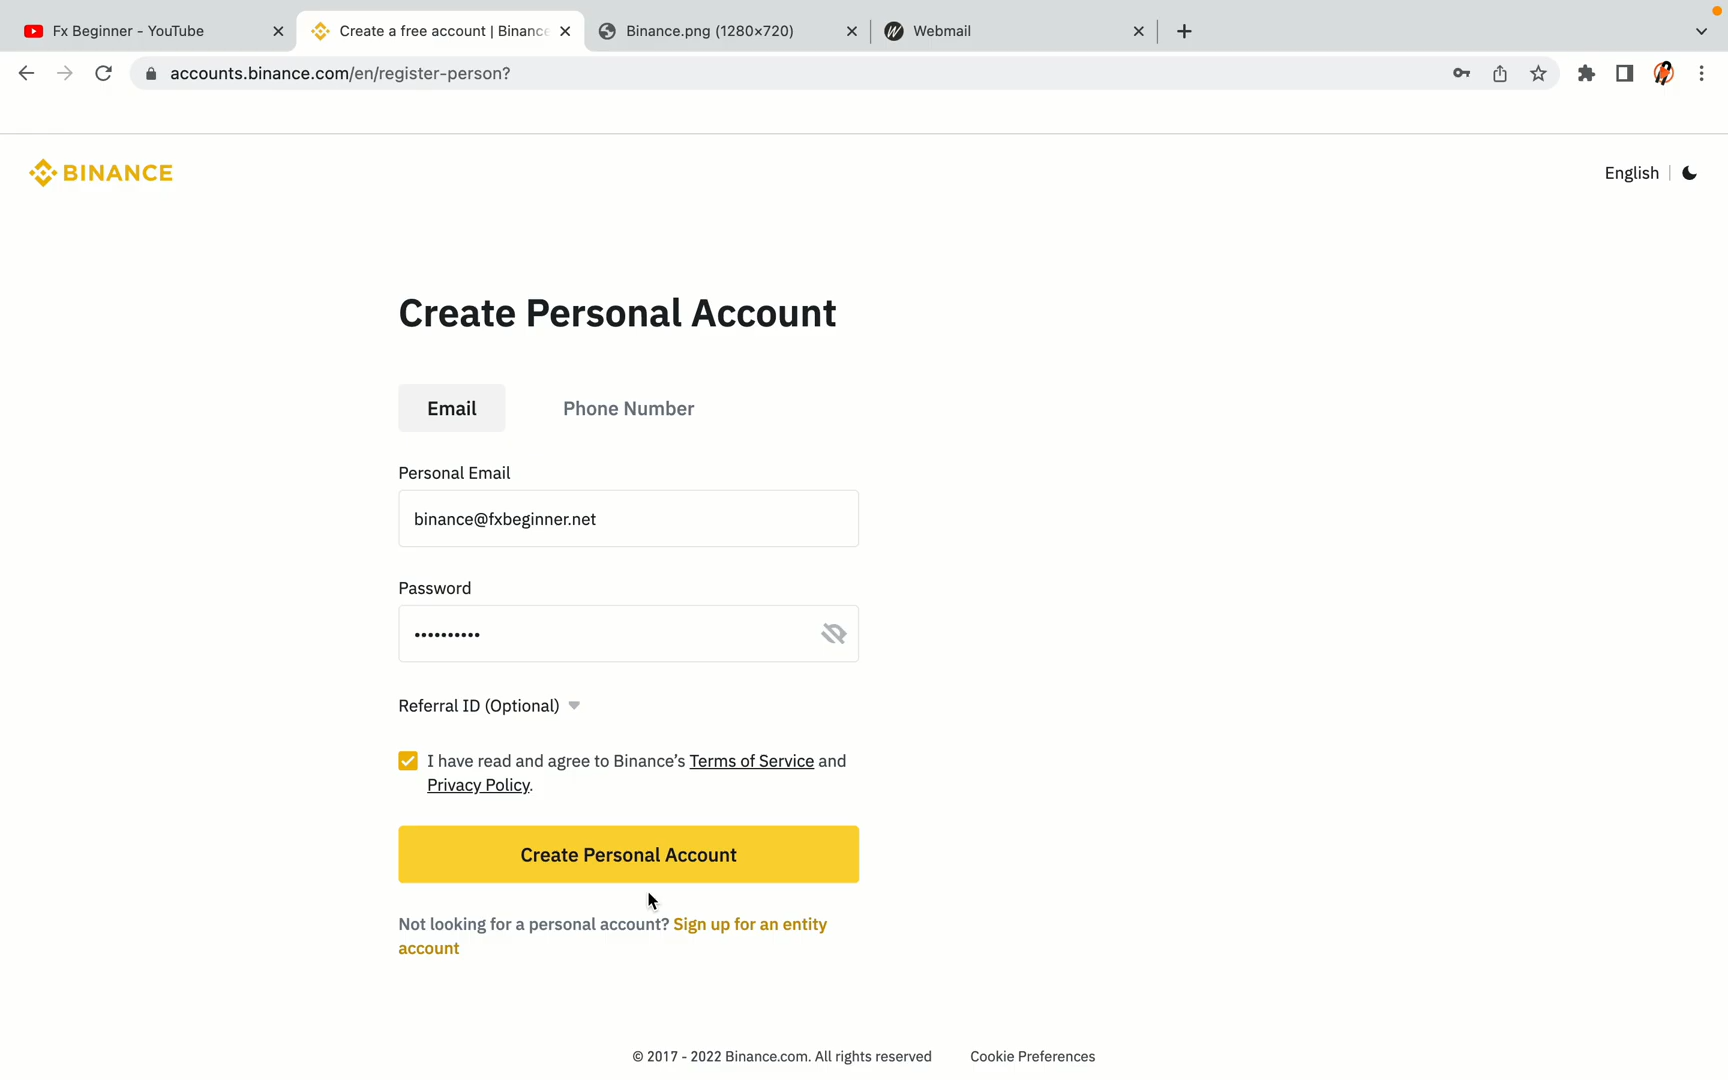 Fx Beginner - YouTube
Create a free account | Binance
Binance.png (1280×720)
Webmail
accounts.binance.com/en/register-person?
BINANCE
English
Create Personal Account
Email
Phone Number
Personal Email
binance@fxbeginner.net
Password
••••••••••
Referral ID (Optional)
I have read and agree to Binance’s Terms of Service and
Privacy Policy.
Create Personal Account
Not looking for a personal account? Sign up for an entity
account
© 2017 - 2022 Binance.com. All rights reserved
Cookie Preferences